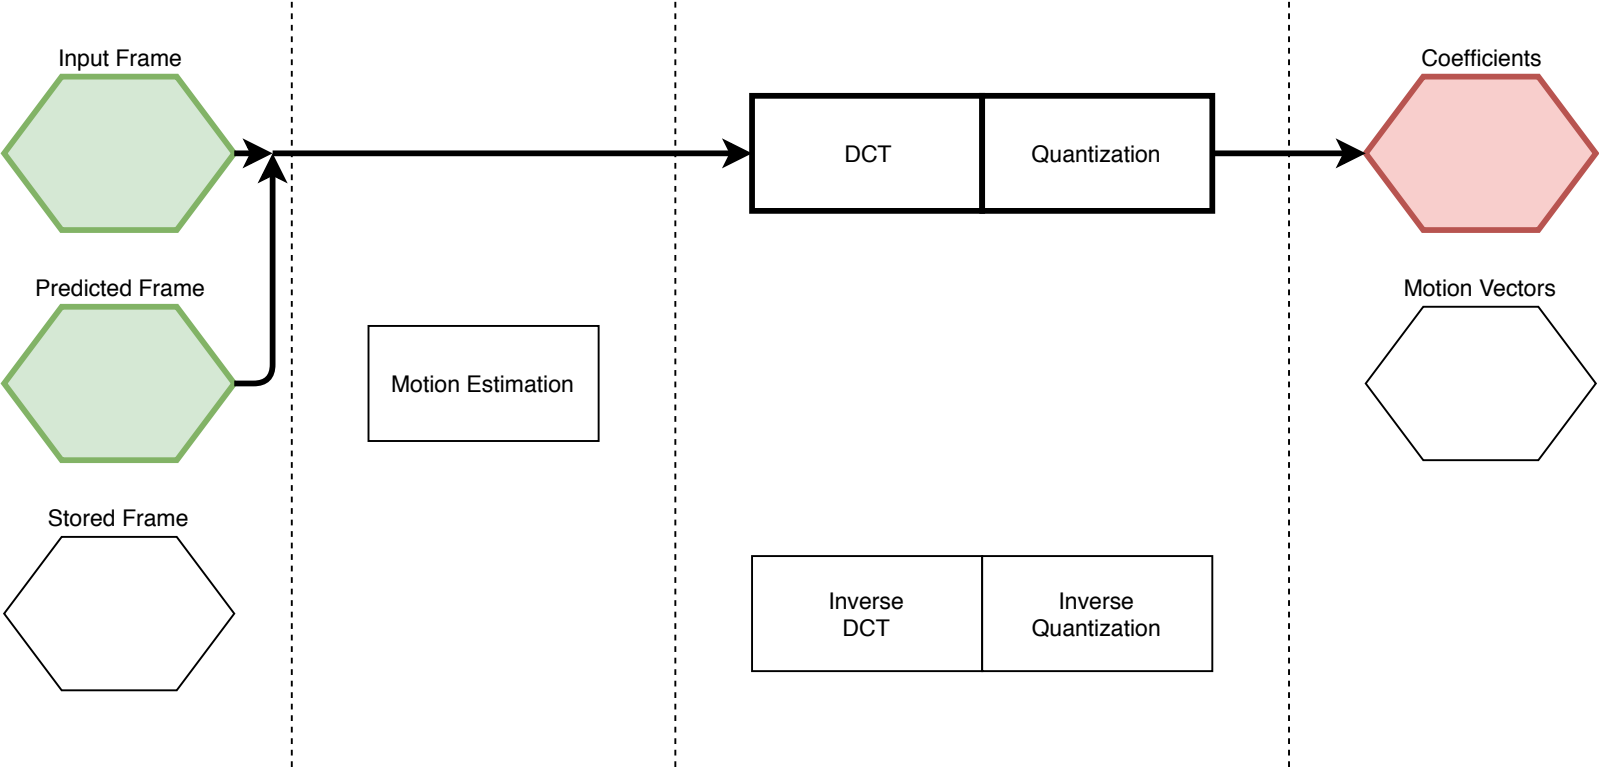 Input Frame
Coefficients
DCT
Quantization
Predicted Frame
Motion Vectors
Motion Estimation
Stored Frame
Inverse
DCT
Inverse
Quantization